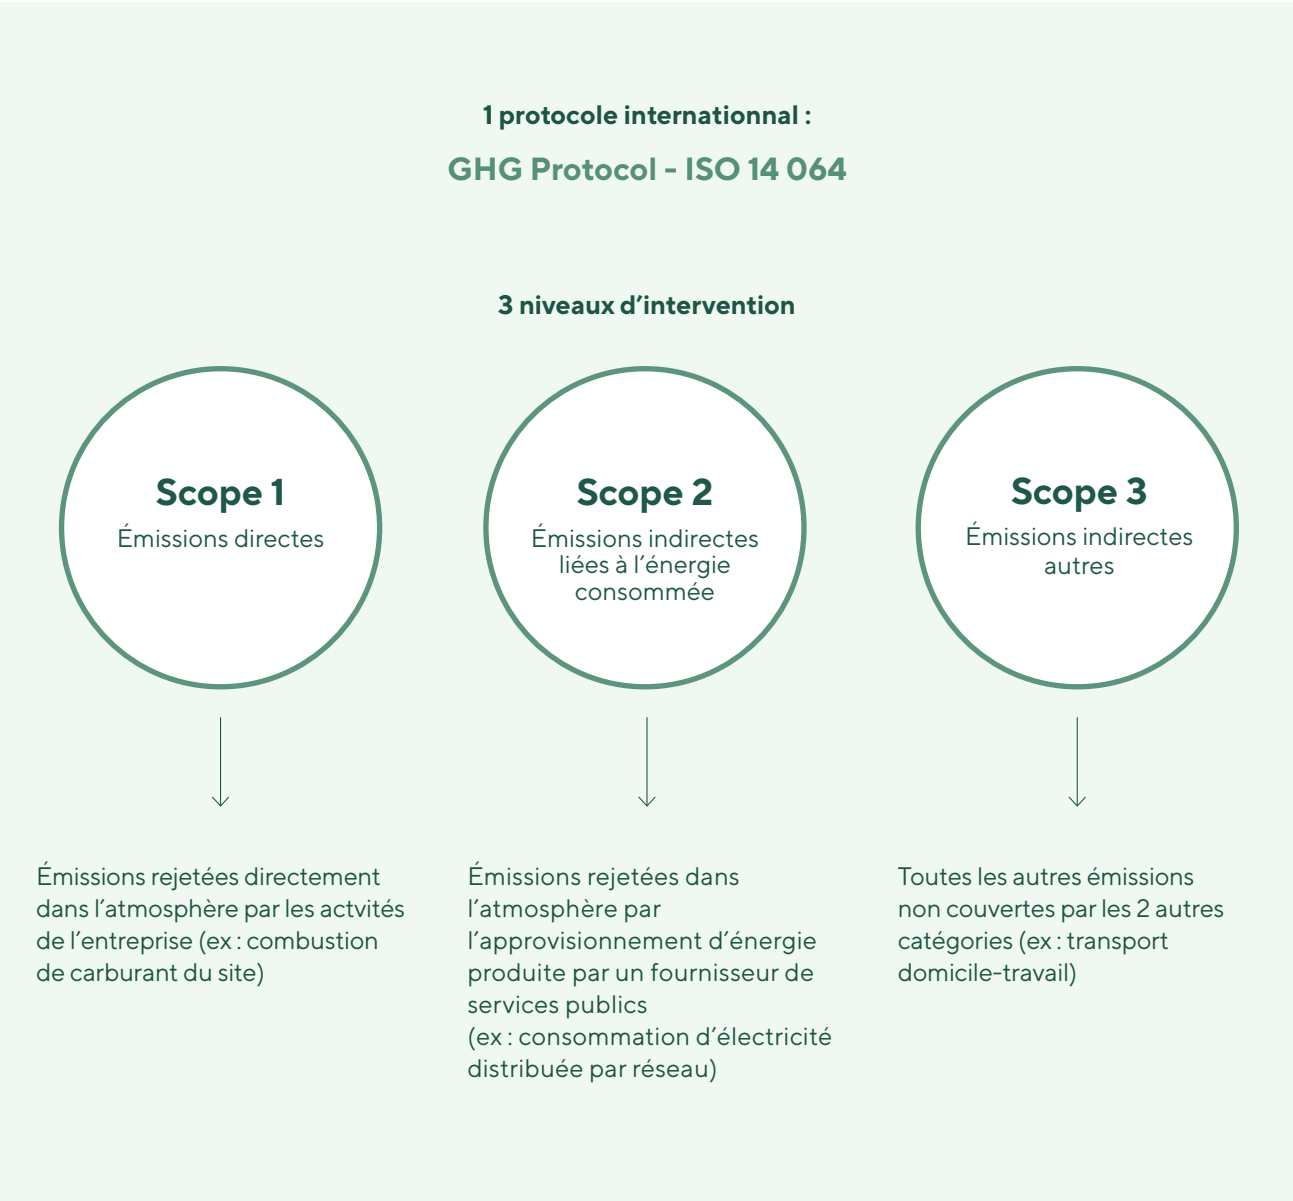 1 protocole internationnal :
GHG Protocol - ISO 14 064
3 niveaux d’intervention
Scope 1
Émissions directes
Scope 2
Émissions indirectes
liées à l’énergie
consommée
Scope 3
Émissions indirectes
autres
Émissions rejetées directement
dans l’atmosphère par les actvités
de l’entreprise (ex : combustion
de carburant du site)
Émissions rejetées dans
l’atmosphère par
l’approvisionnement d’énergie
produite par un fournisseur de
services publics
(ex : consommation d’électricité
distribuée par réseau)
Toutes les autres émissions
non couvertes par les 2 autres
catégories (ex : transport
domicile-travail)